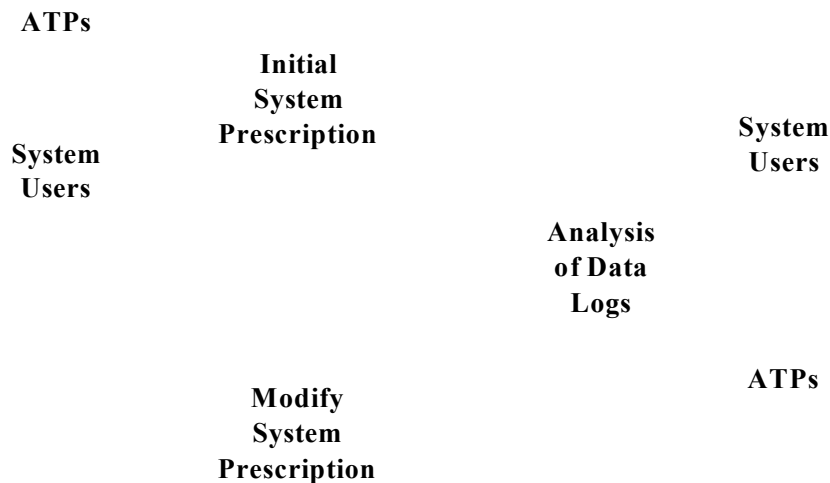 ATPs
Initial
System
Prescription
System
Users
System
Users
Analysis
of Data
Logs
ATPs
Modify
System
Prescription